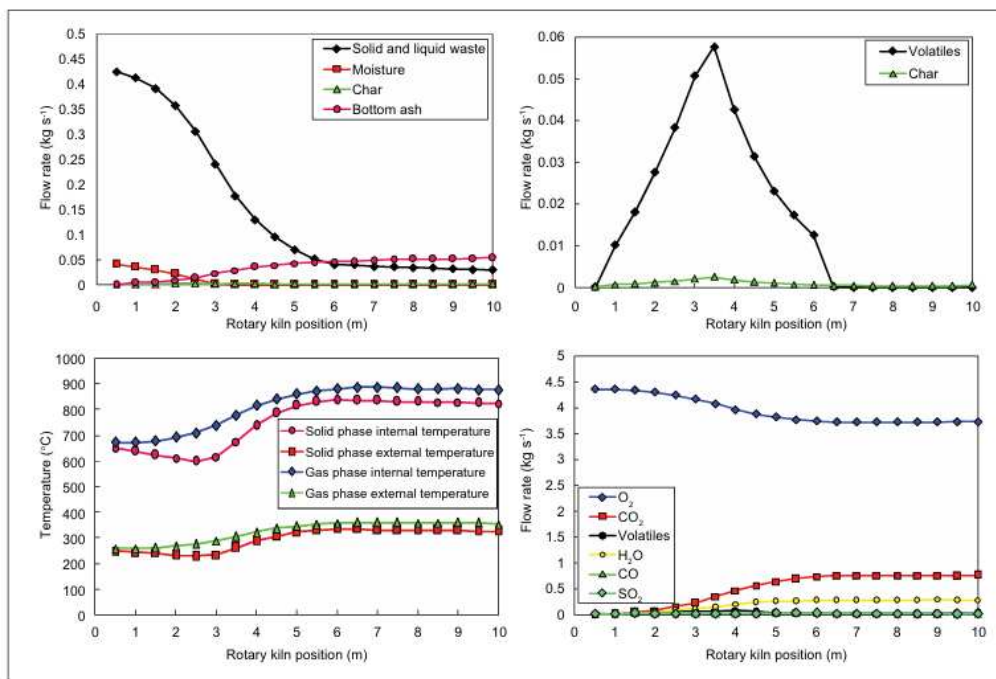 0.5
0.45
0.4
0.35
0.3
0.25
0.2
0.15
0.1
0.05
0
Flow rate (kg s⁻¹)
Solid and liquid waste
Moisture
Char
Bottom ash
0 1 2 3 4 5 6 7 8 9 10
Rotary kiln position (m)
0.06
0.05
0.04
0.03
0.02
0.01
0
Flow rate (kg s⁻¹)
Volatiles
Char
0 1 2 3 4 5 6 7 8 9 10
Rotary kiln position (m)
1000
900
800
700
600
500
400
300
200
100
0
Temperature (°C)
Solid phase internal temperature
Solid phase external temperature
Gas phase internal temperature
Gas phase external temperature
0 1 2 3 4 5 6 7 8 9 10
Rotary kiln position (m)
5
4.5
4
3.5
3
2.5
2
1.5
1
0.5
0
Flow rate (kg s⁻¹)
O₂
CO₂
Volatiles
H₂O
CO
SO₂
0 1 2 3 4 5 6 7 8 9 10
Rotary kiln position (m)